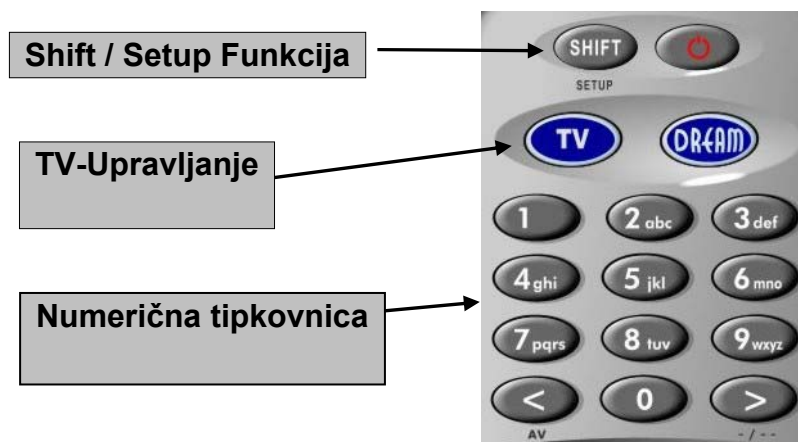 Shift / Setup Funkcija
SHIFT
SETUP
TV-Upravljanje
TV DREAM
1 2 abc 3 def
4 ghi 5 jkl 6 mno
Numerična tipkovnica
7 pqrs 8 tuv 9 wxyz
< 0 >
AV - / - -